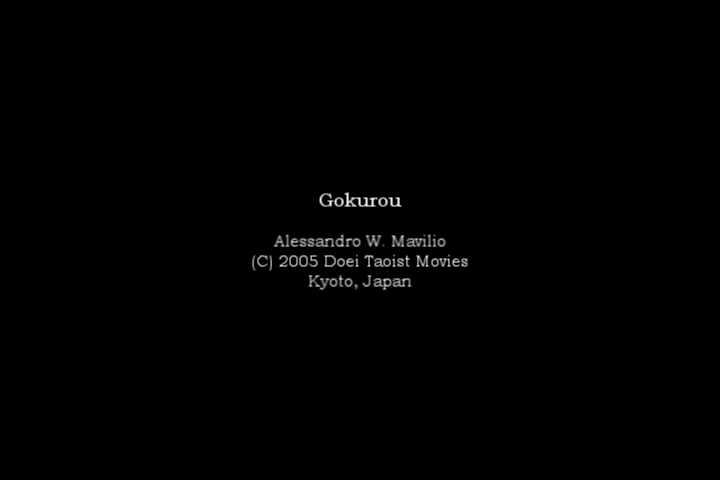 Gokurou
Alessandro W. Mavilio
(C) 2005 Doei Taoist Movies
Kyoto, Japan